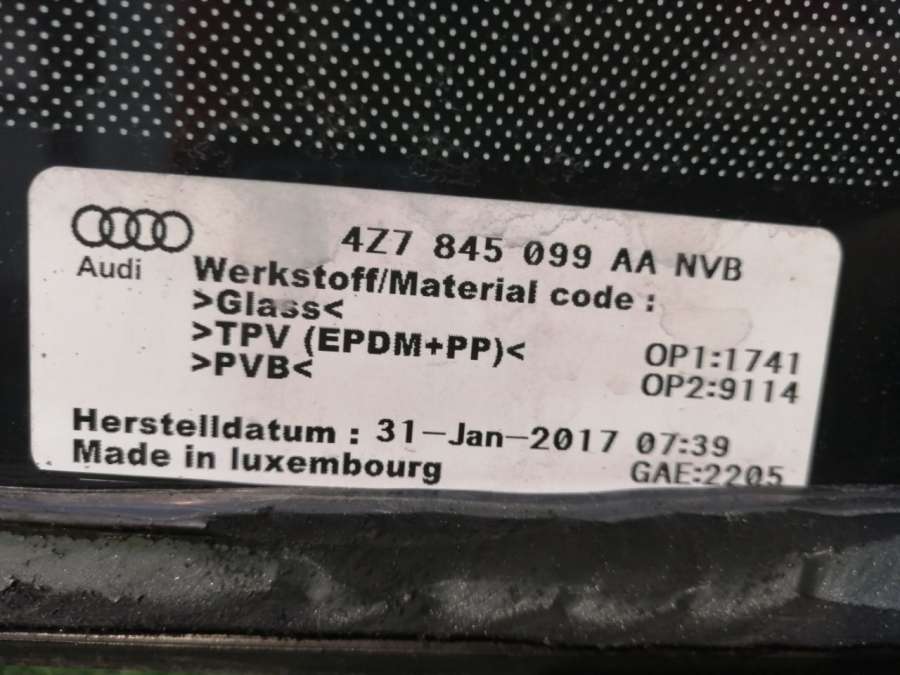 4Z7 845 099 AA NVB
Audi
Werkstoff/Material code :
>Glass<
>TPV (EPDM+PP)<
>PVB<
OP1:1741
OP2:9114
Herstelldatum : 31-Jan-2017 07:39
Made in luxembourg
GAE:2205